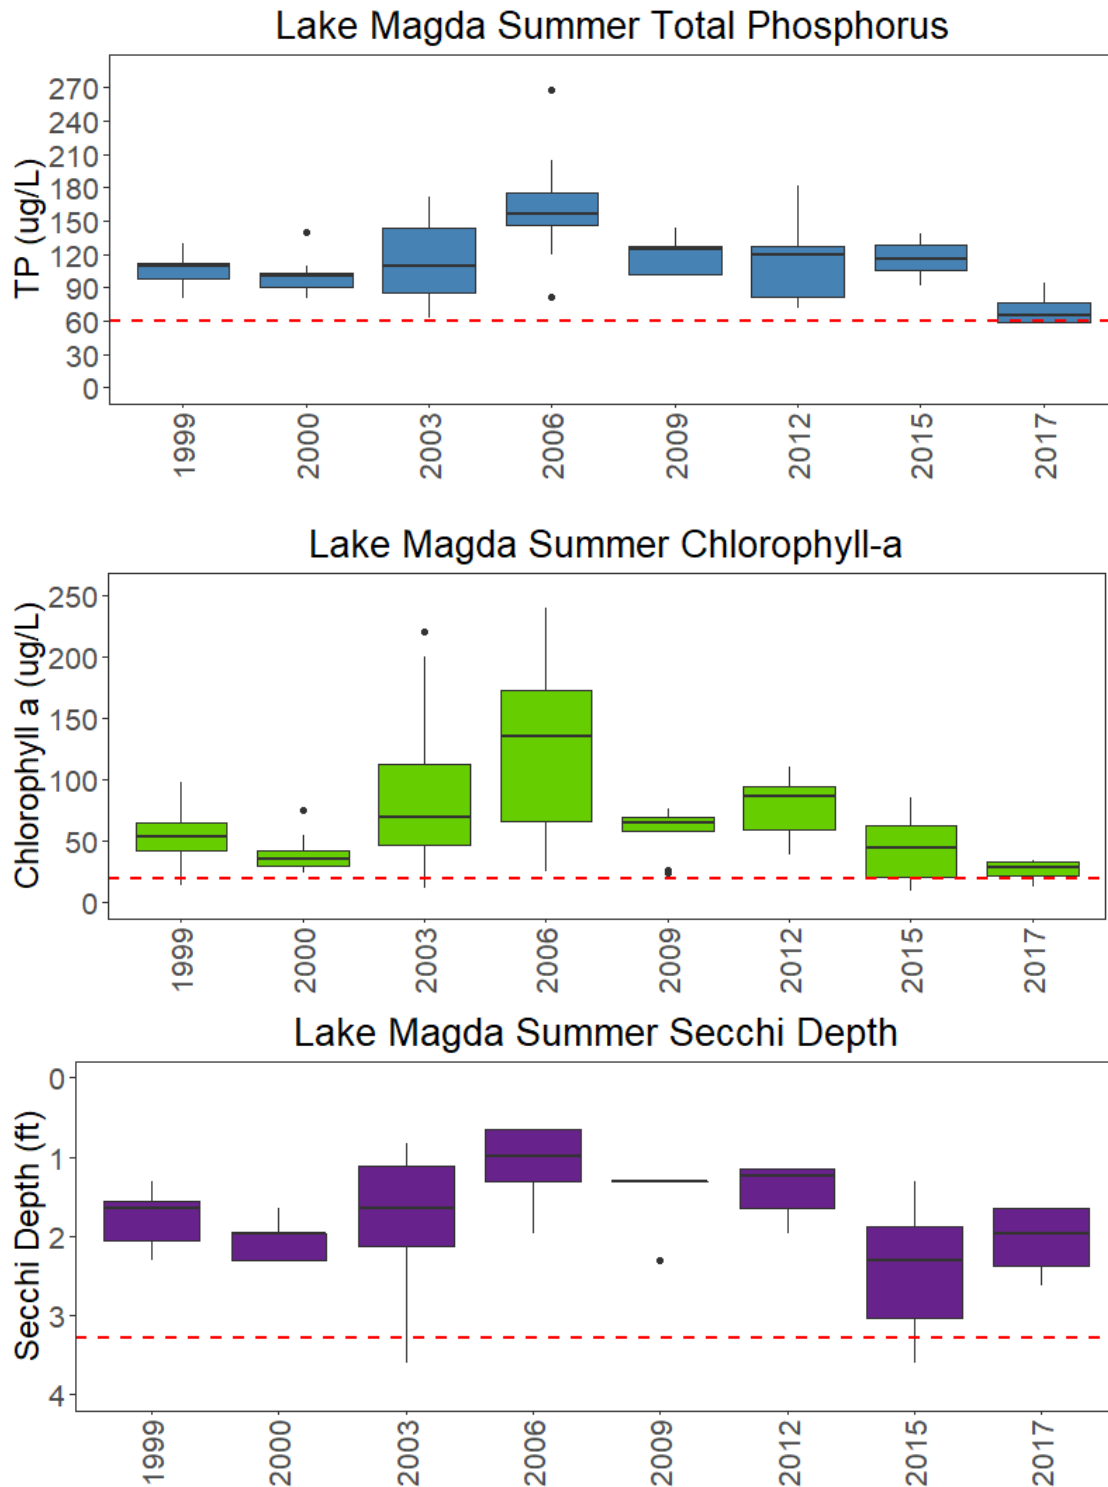 Lake Magda Summer Total Phosphorus
TP (ug/L)
270
240
210
180
150
120
90
60
30
0
1999 2000 2003 2006 2009 2012 2015 2017
Lake Magda Summer Chlorophyll-a
Chlorophyll a (ug/L)
250
200
150
100
50
0
1999 2000 2003 2006 2009 2012 2015 2017
Lake Magda Summer Secchi Depth
Secchi Depth (ft)
0
1
2
3
4
1999 2000 2003 2006 2009 2012 2015 2017